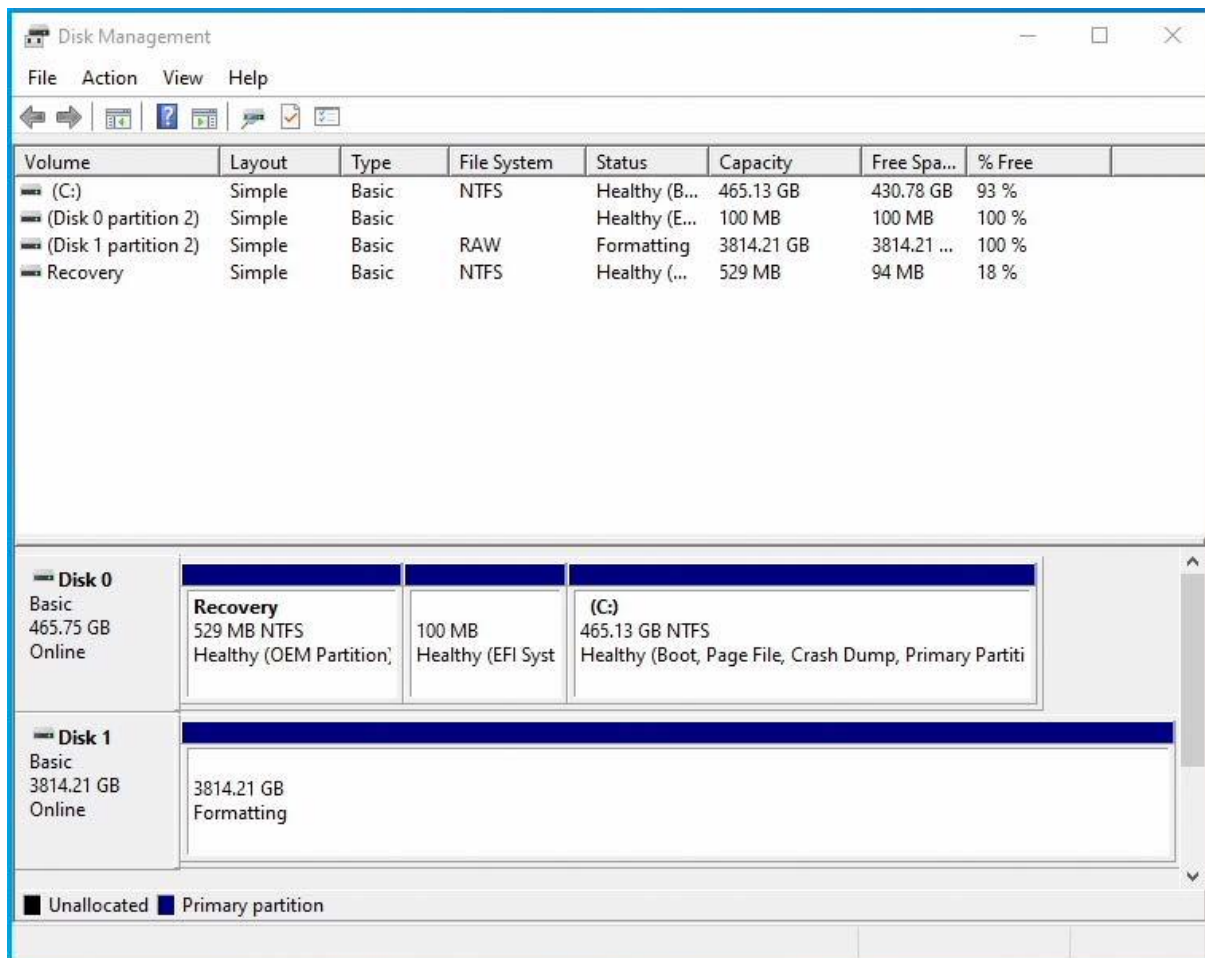 Disk Management
File Action View Help
Volume Layout Type File System Status Capacity Free Spa... % Free
(C:) Simple Basic NTFS Healthy (B... 465.13 GB 430.78 GB 93 %
(Disk 0 partition 2) Simple Basic Healthy (E... 100 MB 100 MB 100 %
(Disk 1 partition 2) Simple Basic RAW Formatting 3814.21 GB 3814.21 ... 100 %
Recovery Simple Basic NTFS Healthy (... 529 MB 94 MB 18 %
Disk 0
Basic
465.75 GB
Online
Recovery
529 MB NTFS
Healthy (OEM Partition)
100 MB
Healthy (EFI Syst
(C:)
465.13 GB NTFS
Healthy (Boot, Page File, Crash Dump, Primary Partiti
Disk 1
Basic
3814.21 GB
Online
3814.21 GB
Formatting
Unallocated Primary partition